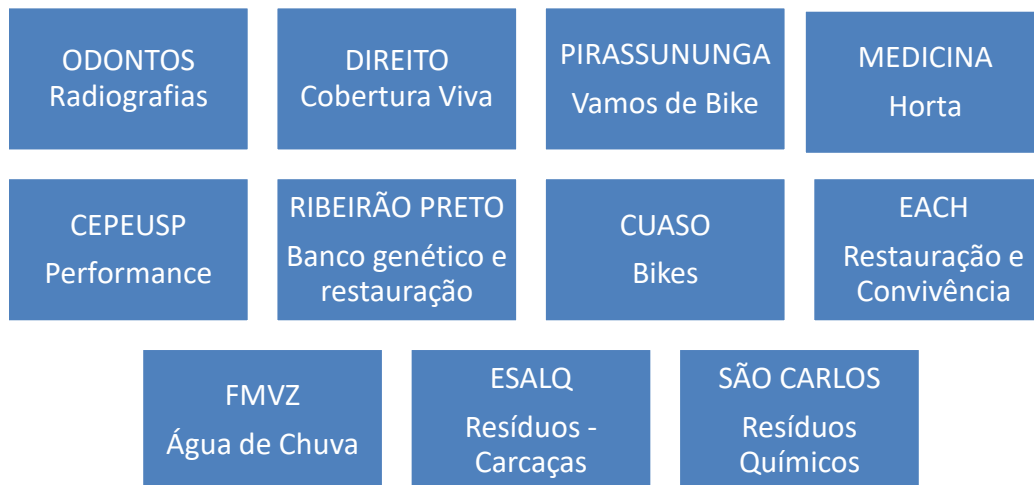 ODONTOS
Radiografias
DIREITO
Cobertura Viva
PIRASSUNUNGA
Vamos de Bike
MEDICINA
Horta
CEPEUSP
Performance
RIBEIRÃO PRETO
Banco genético e
restauração
CUASO
Bikes
EACH
Restauração e
Convivência
FMVZ
Água de Chuva
ESALQ
Resíduos -
Carcaças
SÃO CARLOS
Resíduos
Químicos